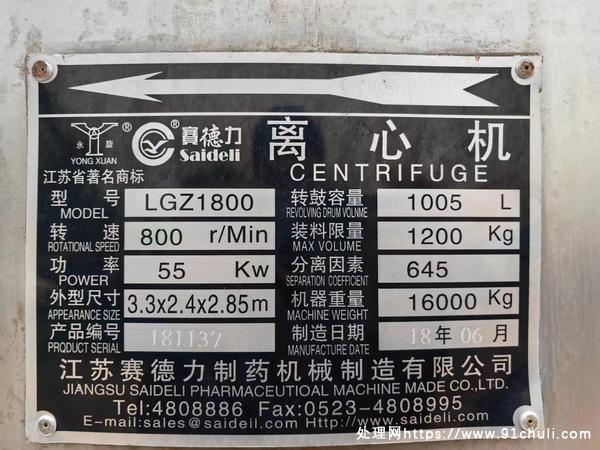 永旋 ® YONG XUAN
® 賽德力 Saideli
离心机
CENTRIFUGE
江苏省著名商标
型号 MODEL LGZ1800
转鼓容量 REVOLVING DRUM VOLNME 1005 L
转速 ROTATIONAL SPEED 800 r/Min
装料限量 MAX VOLUME 1200 Kg
功率 POWER 55 Kw
分离因素 SEPARATION COEFFICIENT 645
外型尺寸 APPEARANCE SIZE 3.3x2.4x2.85m
机器重量 MACHINE WEIGHT 16000 Kg
产品编号 PRODUCT SERIAL 181137
制造日期 MANUFACTURE DATE 18年06月
江苏赛德力制药机械制造有限公司
JIANGSU SAIDELI PHARMACEUTIOAL MACHINE MADE CO.,LTD.
Tel:4808886 Fax:0523-4808995
E-mail:sales@saideil.com Http://www.saideli.com
处理网https://www.91chuli.com/